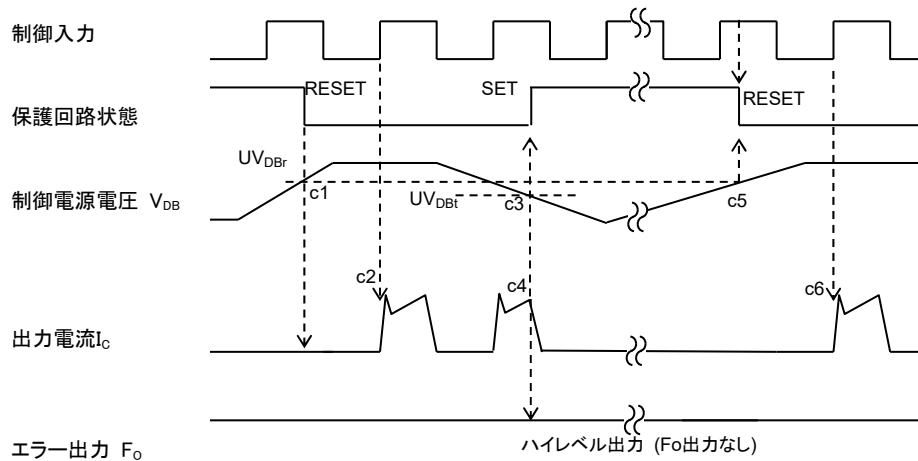 制御入力
保護回路状態
RESET
SET
RESET
制御電源電圧 VDB
UVDBr
c1
UVDBt
c3
c5
出力電流Ic
c2
c4
c6
エラー出力 Fo
ハイレベル出力 (Fo出力なし)